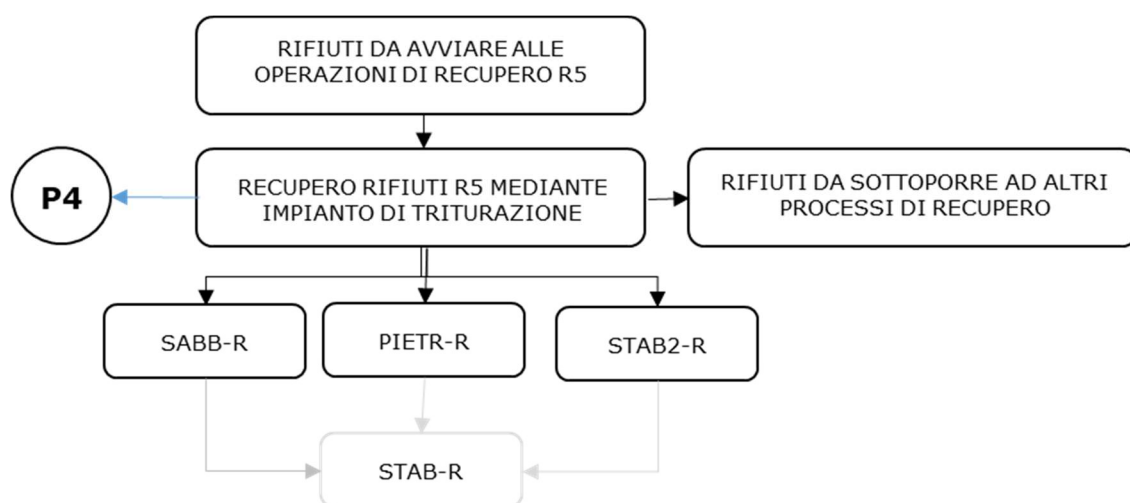 RIFIUTI DA AVVIARE ALLE
OPERAZIONI DI RECUPERO R5
P4
RECUPERO RIFIUTI R5 MEDIANTE
IMPIANTO DI TRITURAZIONE
RIFIUTI DA SOTTOPORRE AD ALTRI
PROCESSI DI RECUPERO
SABB-R
PIETR-R
STAB2-R
STAB-R